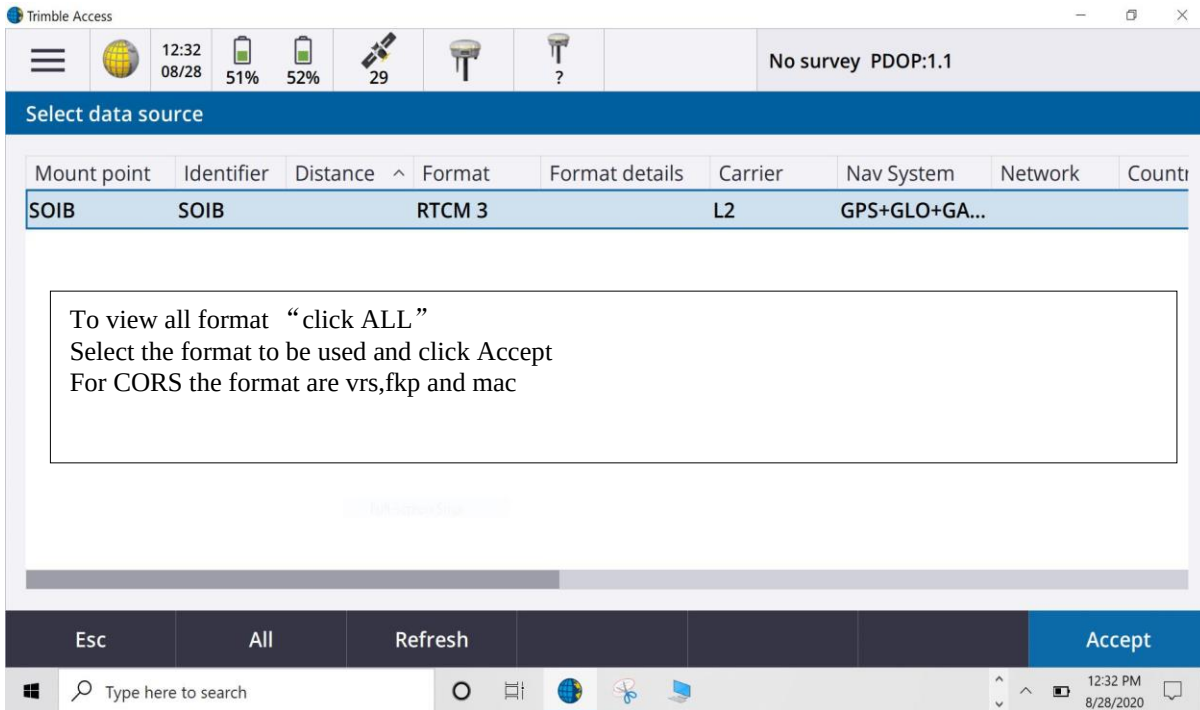 Trimble Access
12:32
08/28
51%
52%
29
?
No survey PDOP:1.1
Select data source
Mount point Identifier Distance Format Format details Carrier Nav System Network Countr
SOIB SOIB RTCM 3 L2 GPS+GLO+GA...
To view all format “click ALL”
Select the format to be used and click Accept
For CORS the format are vrs,fkp and mac
Esc All Refresh Accept
Type here to search
12:32 PM
8/28/2020